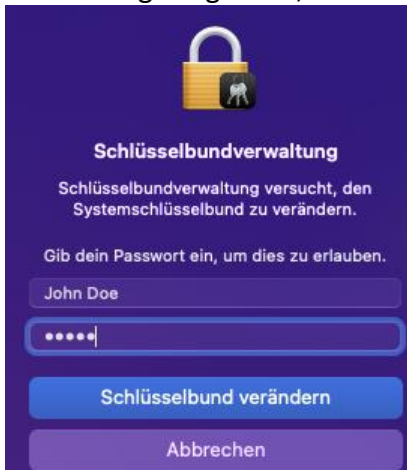 Schlüsselbundverwaltung
Schlüsselbundverwaltung versucht, den
Systemschlüsselbund zu verändern.
Gib dein Passwort ein, um dies zu erlauben.
John Doe
•••••
Schlüsselbund verändern
Abbrechen